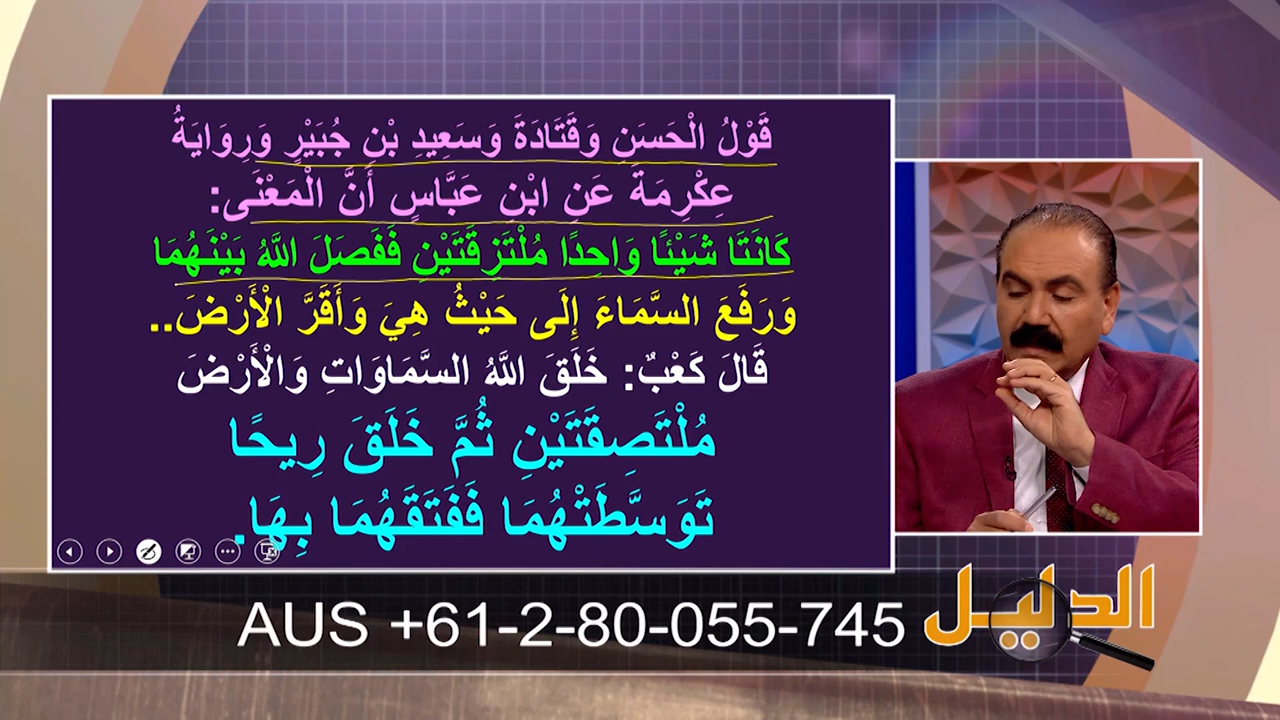 قَوْلُ الْحَسَنِ وَقَتَادَةَ وَسَعِيدِ بْنِ جُبَيْرٍ وَرِوَايَةُ
عِكْرِمَةَ عَنِ ابْنِ عَبَّاسٍ أَنَّ الْمَعْنَى:
كَانَتَا شَيْئًا وَاحِدًا مُلْتَزِقَتَيْنِ فَفَصَلَ اللَّهُ بَيْنَهُمَا
وَرَفَعَ السَّمَاءَ إِلَى حَيْثُ هِيَ وَأَقَرَّ الْأَرْضَ..
قَالَ كَعْبٌ: خَلَقَ اللَّهُ السَّمَاوَاتِ وَالْأَرْضَ
مُلْتَصِقَتَيْنِ ثُمَّ خَلَقَ رِيحًا
تَوَسَّطَتْهُمَا فَفَتَقَهُمَا بِهَا.
الدليل
AUS +61-2-80-055-745